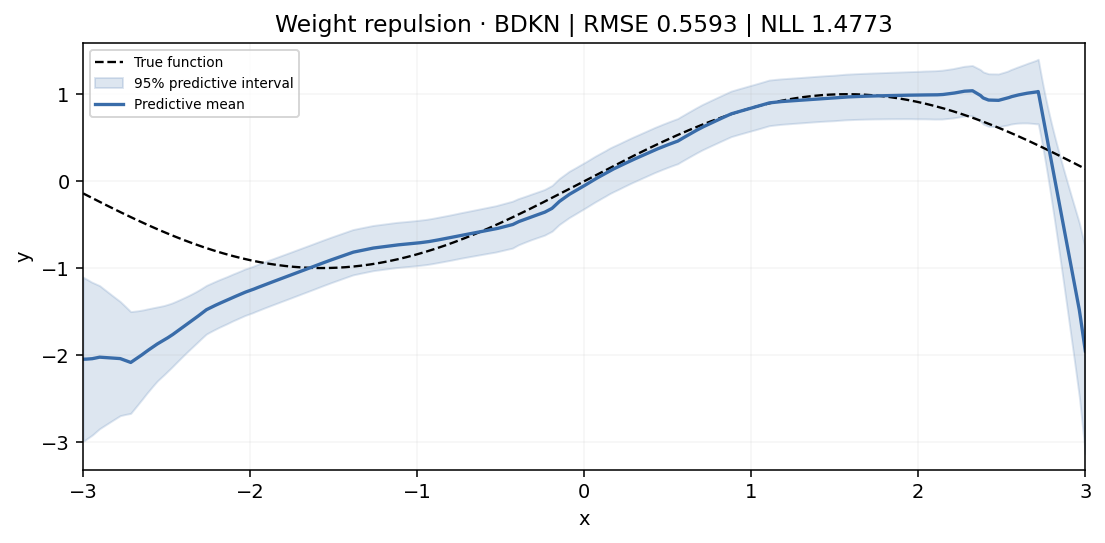 Weight repulsion · BDKN | RMSE 0.5593 | NLL 1.4773
True function
95% predictive interval
Predictive mean
1
0
−1
−2
−3
y
−3 −2 −1 0 1 2 3
x